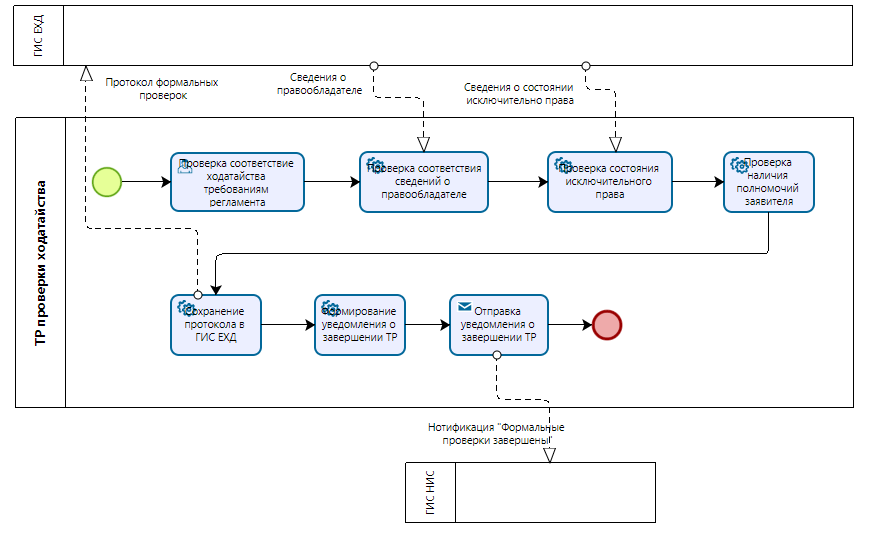 ГИС ЕХД
Протокол формальных
проверок
Сведения о
правообладателе
Сведения о состоянии
исключительно права
ТР проверки ходатайства
Проверка соответствие
ходатайства
требованиям
регламента
Проверка соответствия
сведений о
правообладателе
Проверка состояния
исключительного
права
Проверка
наличия
полномочий
заявителя
Сохранение
протокола в
ГИС ЕХД
Формирование
уведомления о
завершении ТР
Отправка
уведомления о
завершении ТР
Нотификация "Формальные
проверки завершены"
ГИС НИС